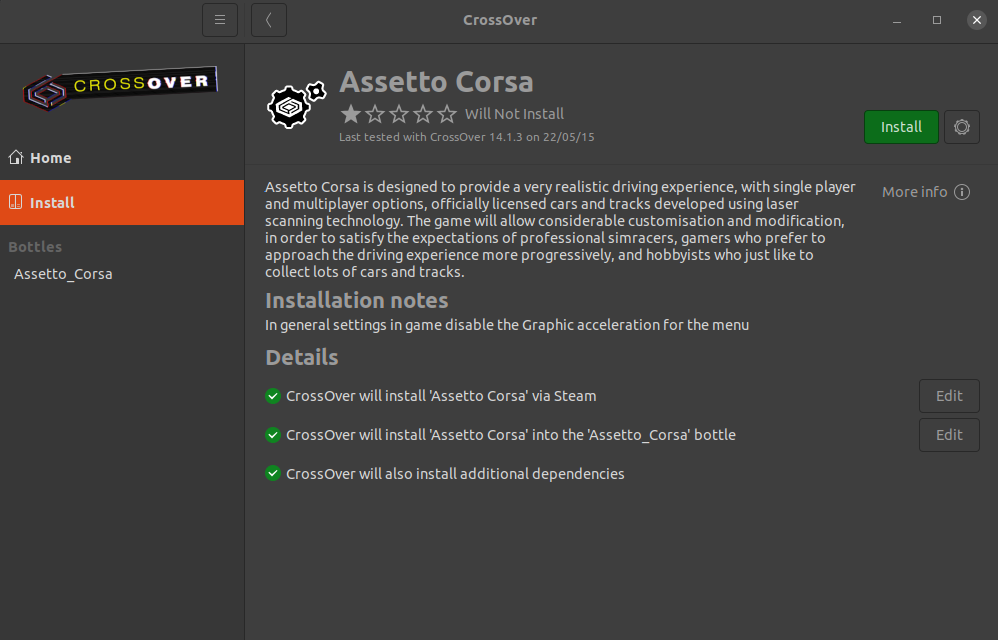 CrossOver
CROSSOVER
Home
Install
Bottles
Assetto_Corsa
Assetto Corsa
Will Not Install
Last tested with CrossOver 14.1.3 on 22/05/15
Install
Assetto Corsa is designed to provide a very realistic driving experience, with single player
and multiplayer options, officially licensed cars and tracks developed using laser
scanning technology. The game will allow considerable customisation and modification,
in order to satisfy the expectations of professional simracers, gamers who prefer to
approach the driving experience more progressively, and hobbyists who just like to
collect lots of cars and tracks.
More info
Installation notes
In general settings in game disable the Graphic acceleration for the menu
Details
CrossOver will install 'Assetto Corsa' via Steam
Edit
CrossOver will install 'Assetto Corsa' into the 'Assetto_Corsa' bottle
Edit
CrossOver will also install additional dependencies